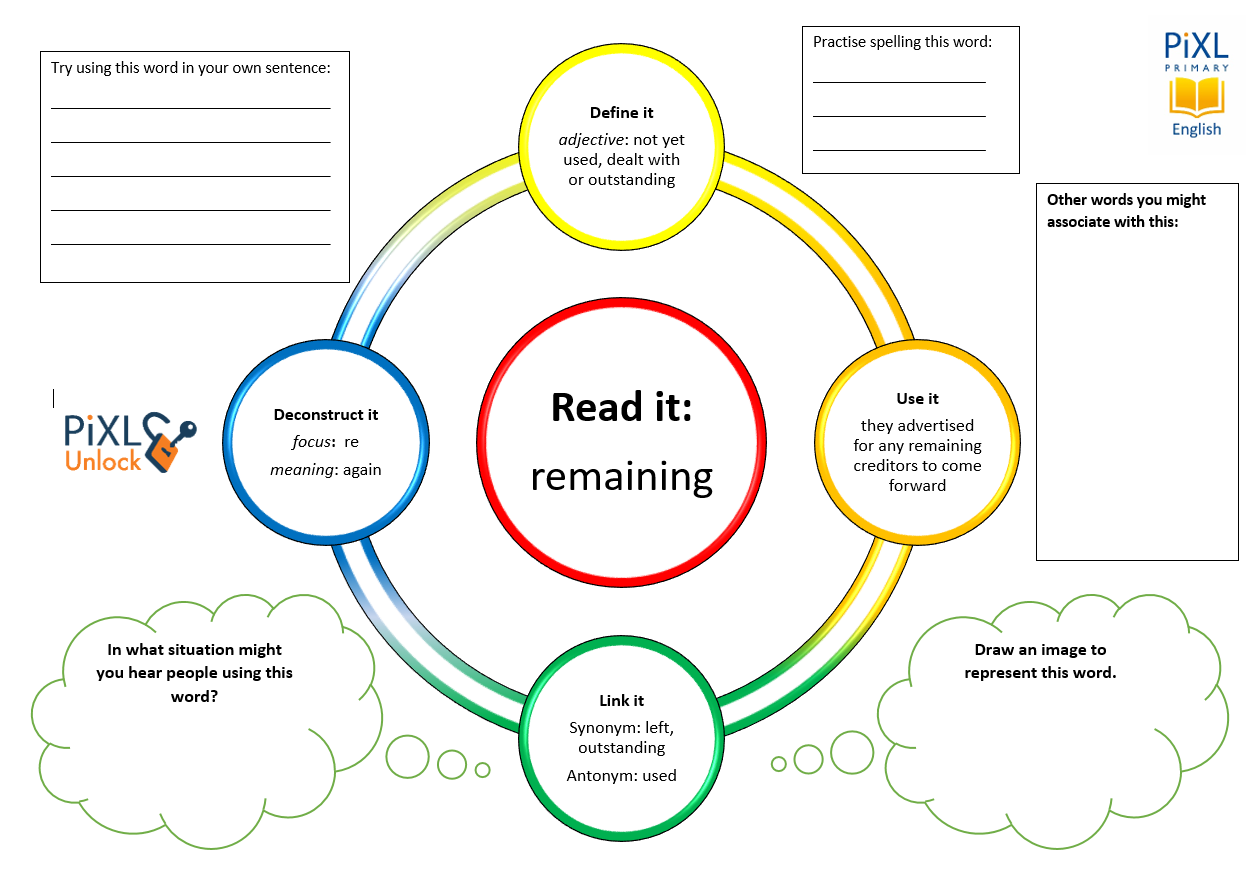 Try using this word in your own sentence:
Define it
adjective: not yet
used, dealt with
or outstanding
Practise spelling this word:
PiXL
PRIMARY
English
Other words you might
associate with this:
PiXL
Unlock
Deconstruct it
focus: re
meaning: again
Read it:
remaining
Use it
they advertised
for any remaining
creditors to come
forward
In what situation might
you hear people using this
word?
Link it
Synonym: left,
outstanding
Antonym: used
Draw an image to
represent this word.